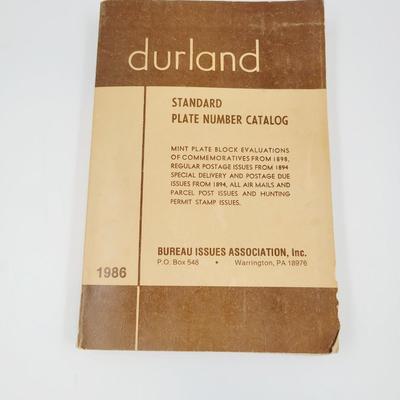 durland
STANDARD
PLATE NUMBER CATALOG
MINT PLATE BLOCK EVALUATIONS
OF COMMEMORATIVES FROM 1898,
REGULAR POSTAGE ISSUES FROM 1894
SPECIAL DELIVERY AND POSTAGE DUE
ISSUES FROM 1894, ALL AIR MAILS AND
PARCEL POST ISSUES AND HUNTING
PERMIT STAMP ISSUES.
BUREAU ISSUES ASSOCIATION, Inc.
P.O. Box 548 • Warrington, PA 18976
1986